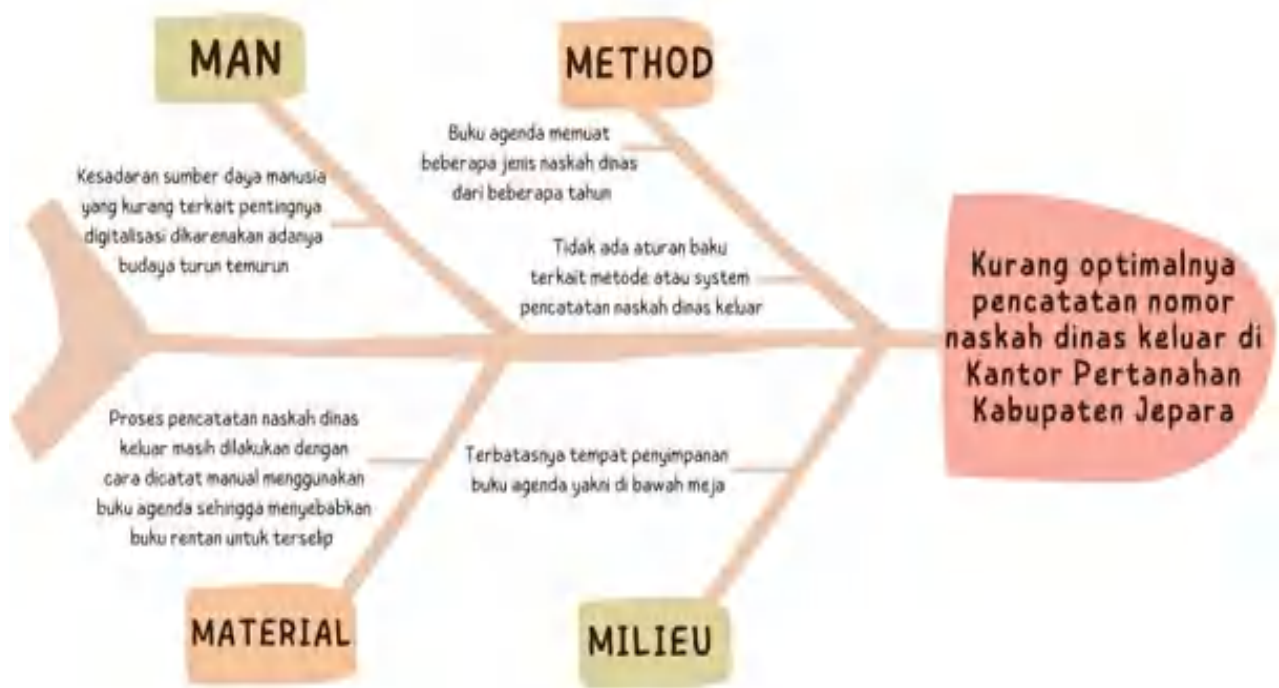 MAN
Kesadaran sumber daya manusia
yang kurang terkait pentingnya
digitalisasi dikarenakan adanya
budaya turun temurun
METHOD
Buku agenda memuat
beberapa jenis naskah dinas
dari beberapa tahun
Tidak ada aturan baku
terkait metode atau system
pencatatan naskah dinas keluar
Kurang optimalnya
pencatatan nomor
naskah dinas keluar di
Kantor Pertanahan
Kabupaten Jepara
Proses pencatatan naskah dinas
keluar masih dilakukan dengan
cara dicatat manual menggunakan
buku agenda sehingga menyebabkan
buku rentan untuk terselip
MATERIAL
Terbatasnya tempat penyimpanan
buku agenda yakni di bawah meja
MILIEU